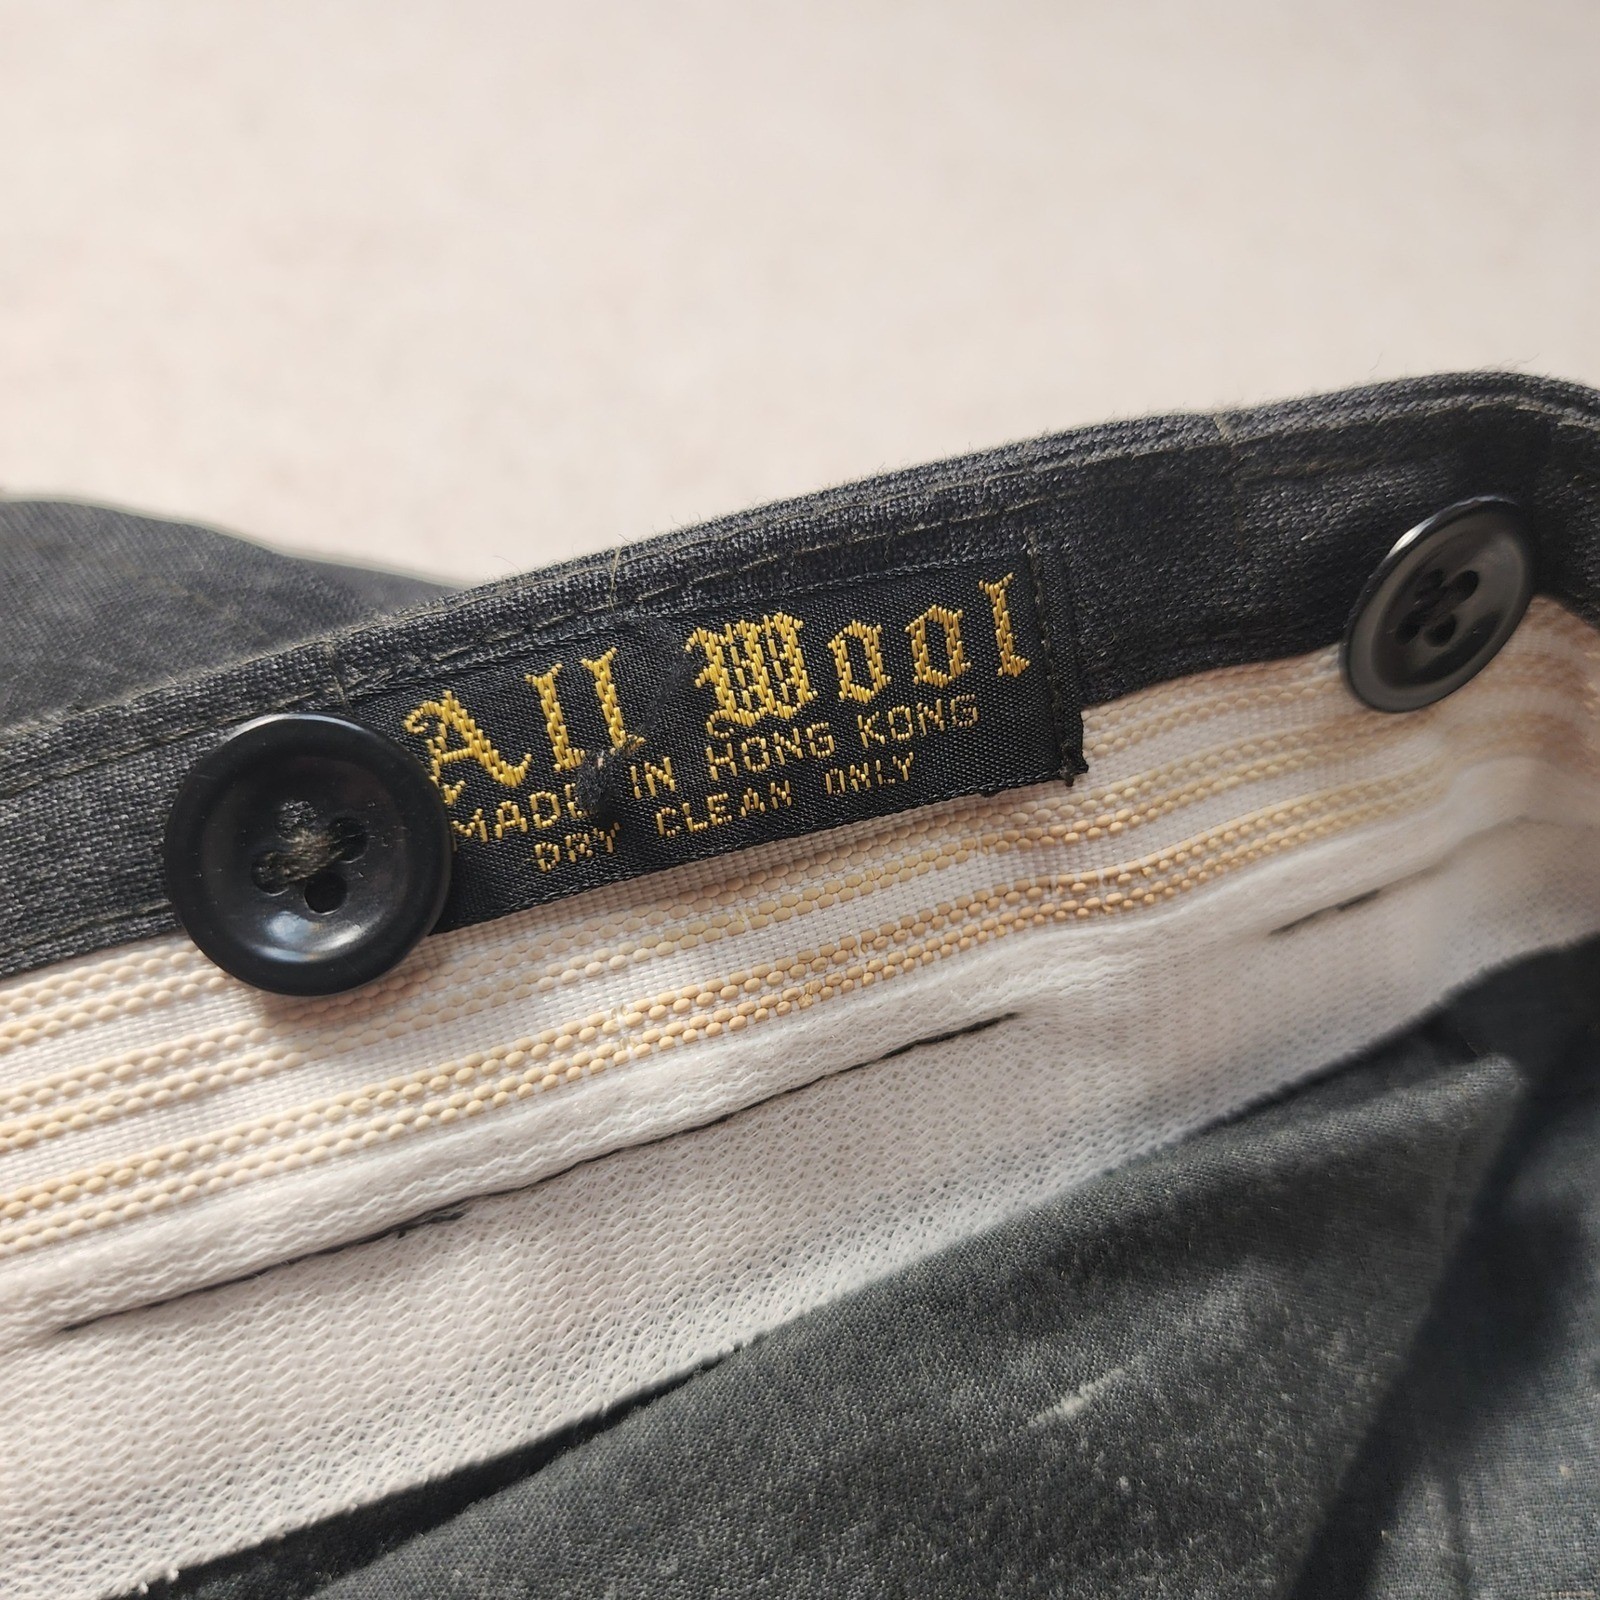 All Wool
MADE IN HONG KONG
DRY CLEAN ONLY